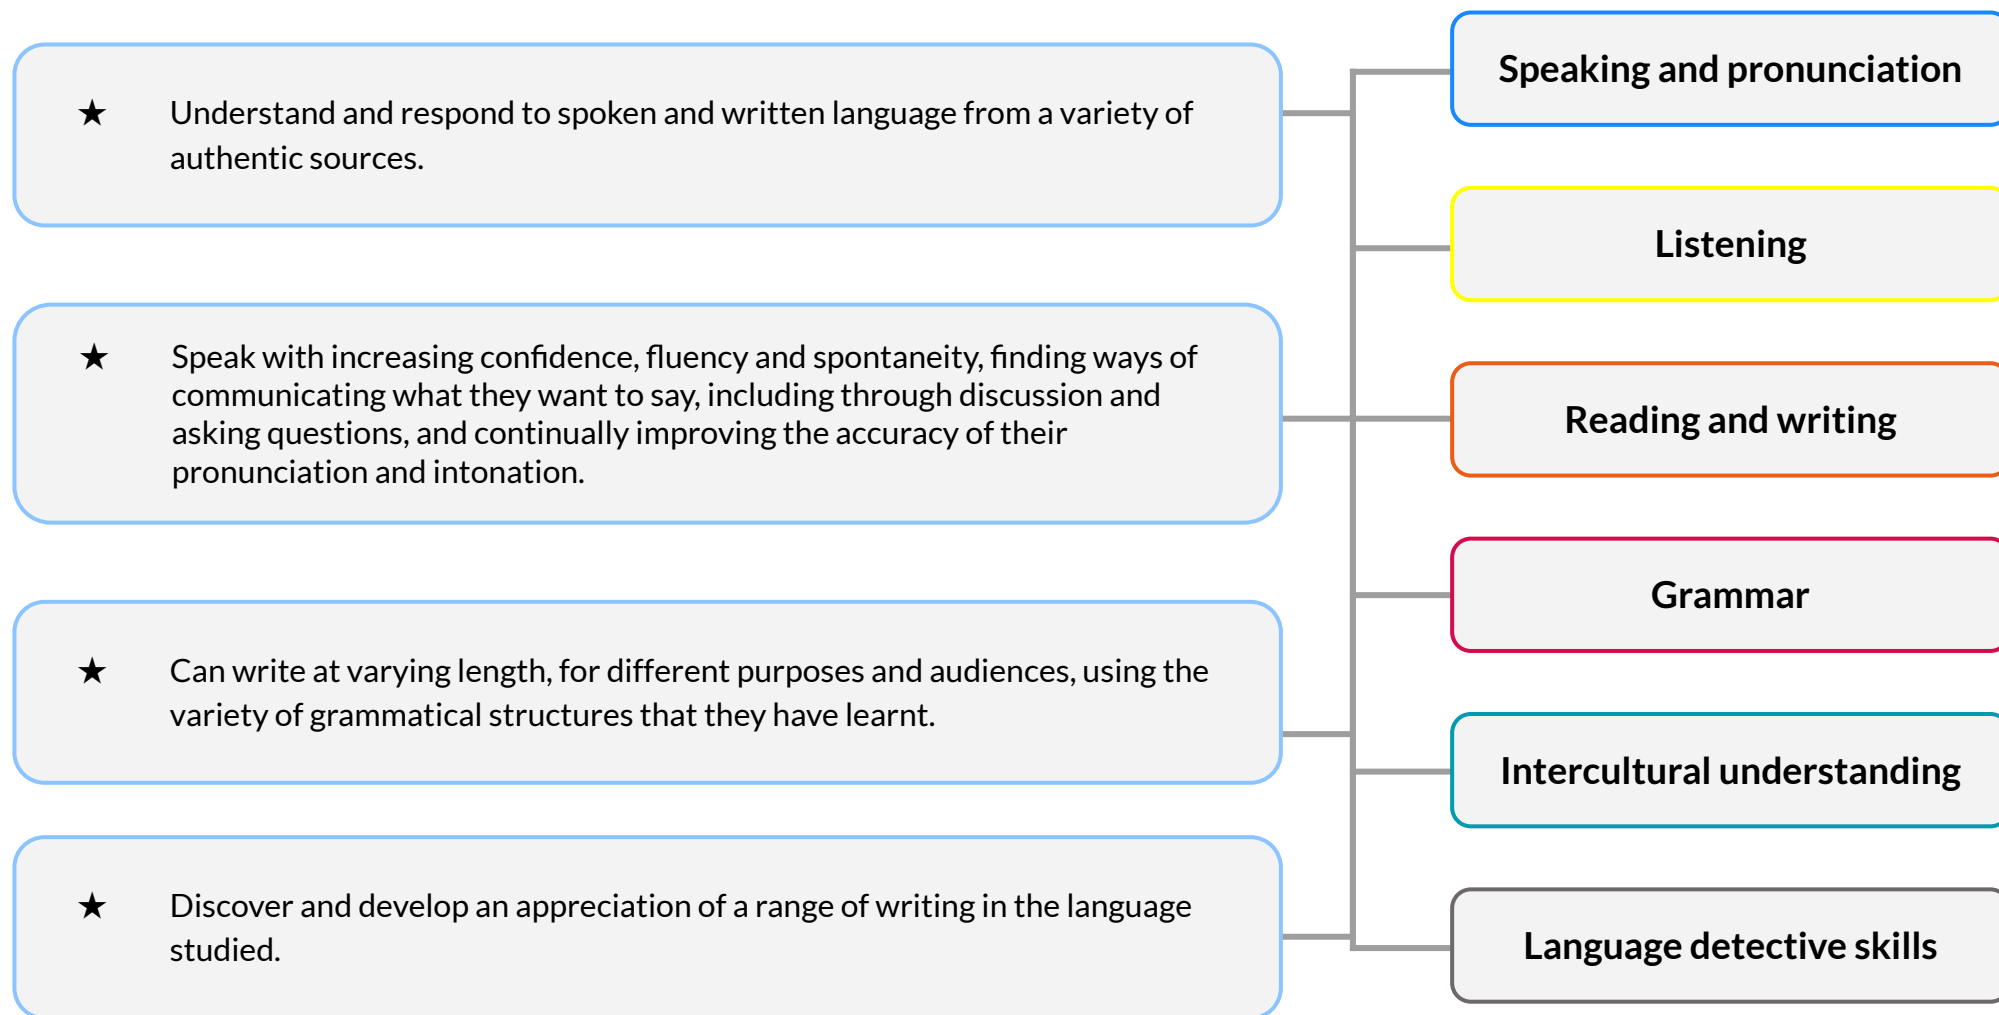 ★ Understand and respond to spoken and written language from a variety of
authentic sources.
★ Speak with increasing confidence, fluency and spontaneity, finding ways of
communicating what they want to say, including through discussion and
asking questions, and continually improving the accuracy of their
pronunciation and intonation.
★ Can write at varying length, for different purposes and audiences, using the
variety of grammatical structures that they have learnt.
★ Discover and develop an appreciation of a range of writing in the language
studied.
Speaking and pronunciation
Listening
Reading and writing
Grammar
Intercultural understanding
Language detective skills